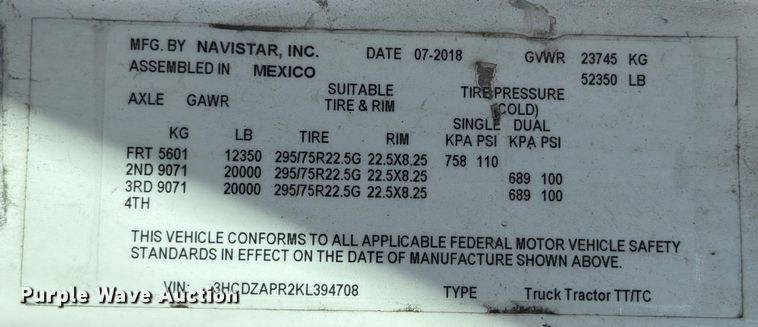 MFG. BY NAVISTAR, INC. DATE 07-2018 GVWR 23745 KG
ASSEMBLED IN MEXICO 52350 LB
AXLE GAWR SUITABLE TIRE & RIM TIRE PRESSURE (COLD)
SINGLE DUAL
KG LB TIRE RIM KPA PSI KPA PSI
FRT 5601 12350 295/75R22.5G 22.5X8.25 758 110
2ND 9071 20000 295/75R22.5G 22.5X8.25 689 100
3RD 9071 20000 295/75R22.5G 22.5X8.25 689 100
4TH
THIS VEHICLE CONFORMS TO ALL APPLICABLE FEDERAL MOTOR VEHICLE SAFETY
STANDARDS IN EFFECT ON THE DATE OF MANUFACTURE SHOWN ABOVE.
VIN: 3HCDZAPR2KL394708 TYPE Truck Tractor TT/TC
Purple Wave Auction